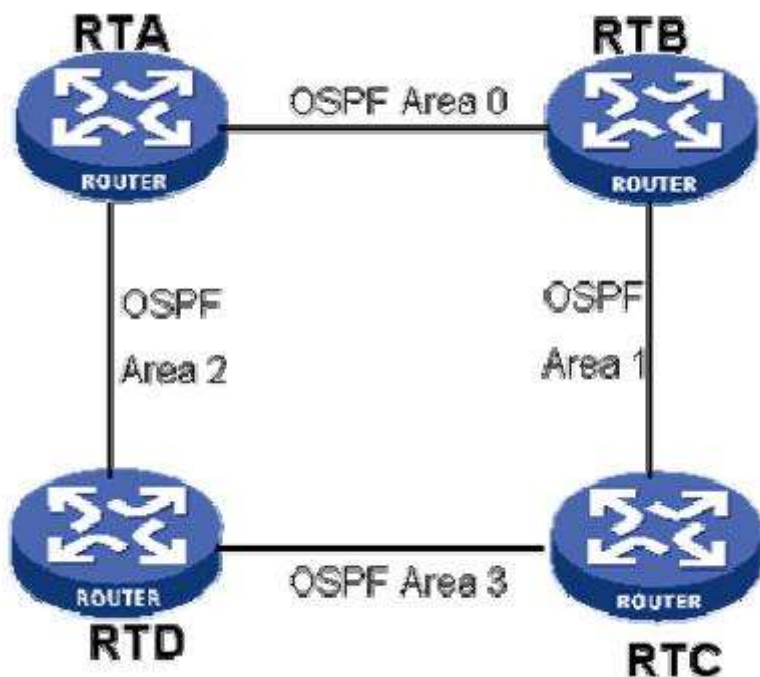 RTA
RTB
OSPF Area 0
ROUTER
ROUTER
OSPF
Area 2
OSPF
Area 1
ROUTER
OSPF Area 3
ROUTER
RTD
RTC